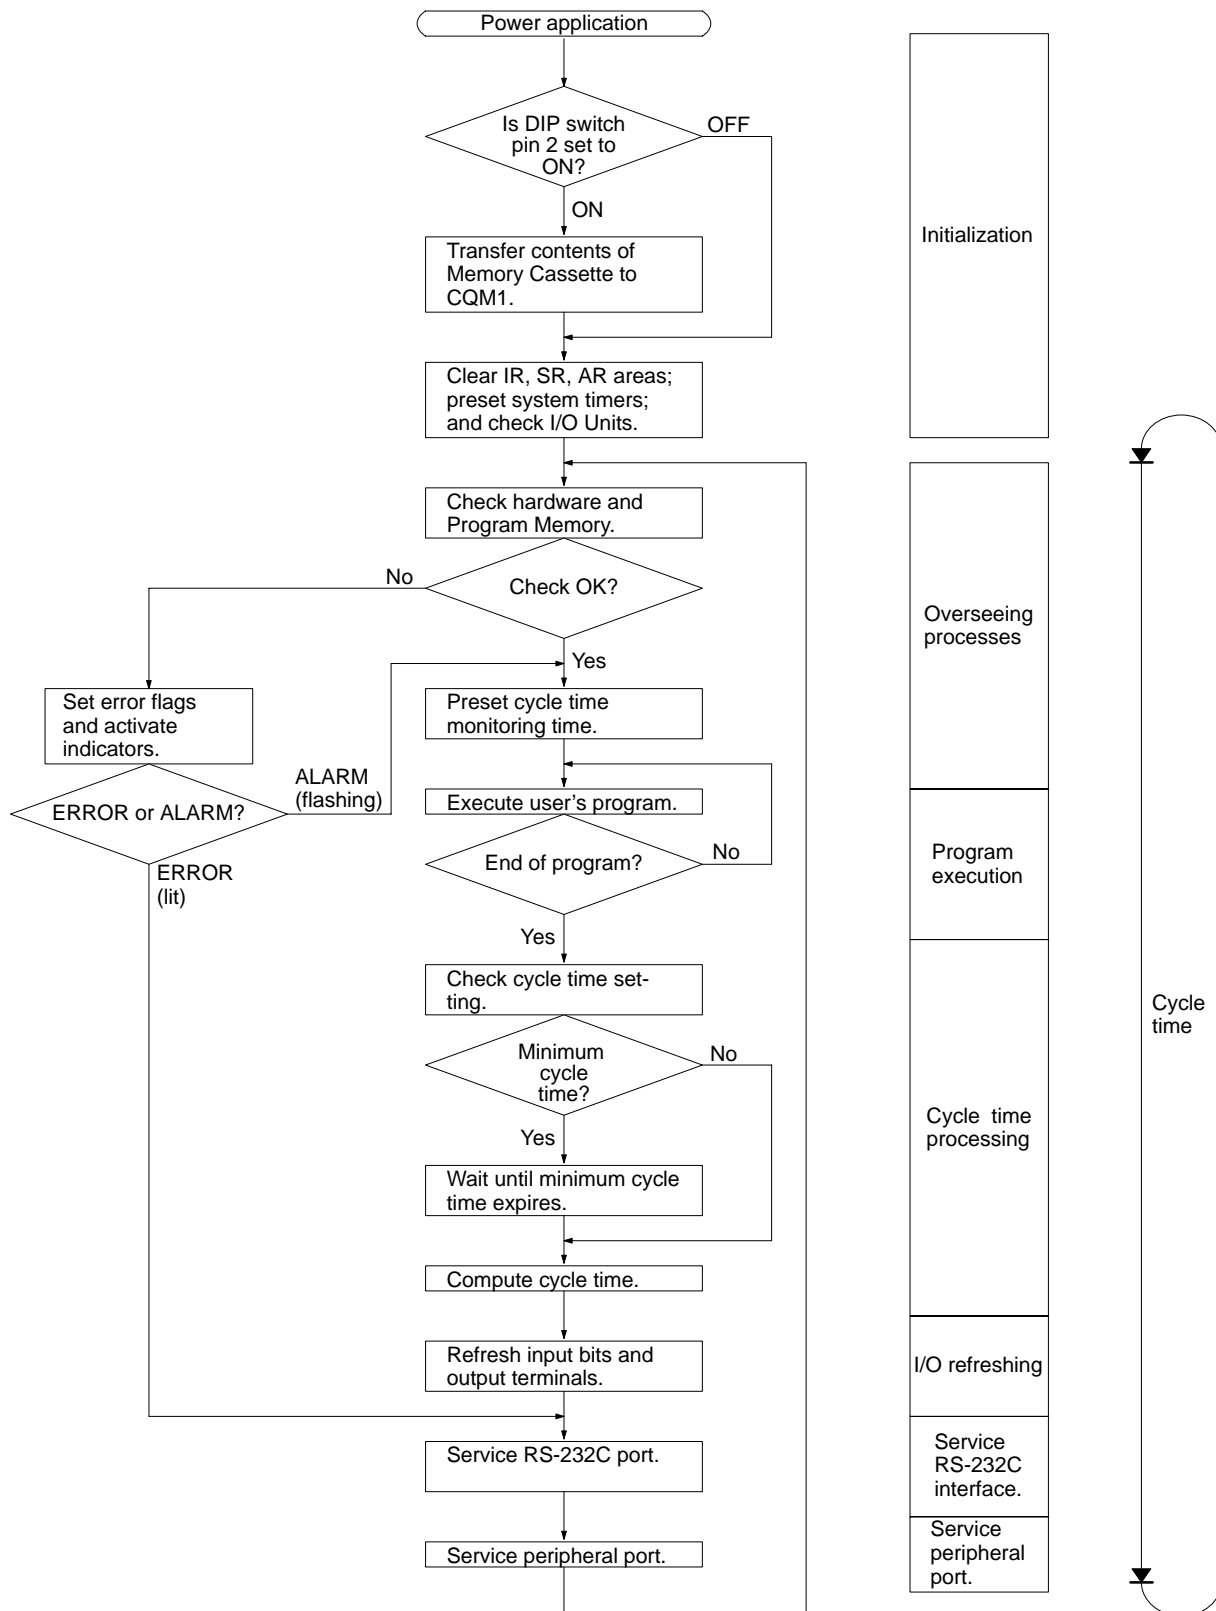 Power application
Is DIP switch
pin 2 set to
ON?
OFF
ON
Transfer contents of
Memory Cassette to
CQM1.
Clear IR, SR, AR areas;
preset system timers;
and check I/O Units.
Check hardware and
Program Memory.
No
Check OK?
Yes
Set error flags
and activate
indicators.
Preset cycle time
monitoring time.
ALARM
(flashing)
ERROR or ALARM?
Execute user’s program.
End of program?
No
ERROR
(lit)
Yes
Check cycle time set-
ting.
Minimum
cycle
time?
No
Yes
Wait until minimum cycle
time expires.
Compute cycle time.
Refresh input bits and
output terminals.
Service RS-232C port.
Service peripheral port.
Initialization
Overseeing
processes
Program
execution
Cycle time
processing
I/O refreshing
Service
RS-232C
interface.
Service
peripheral
port.
Cycle
time